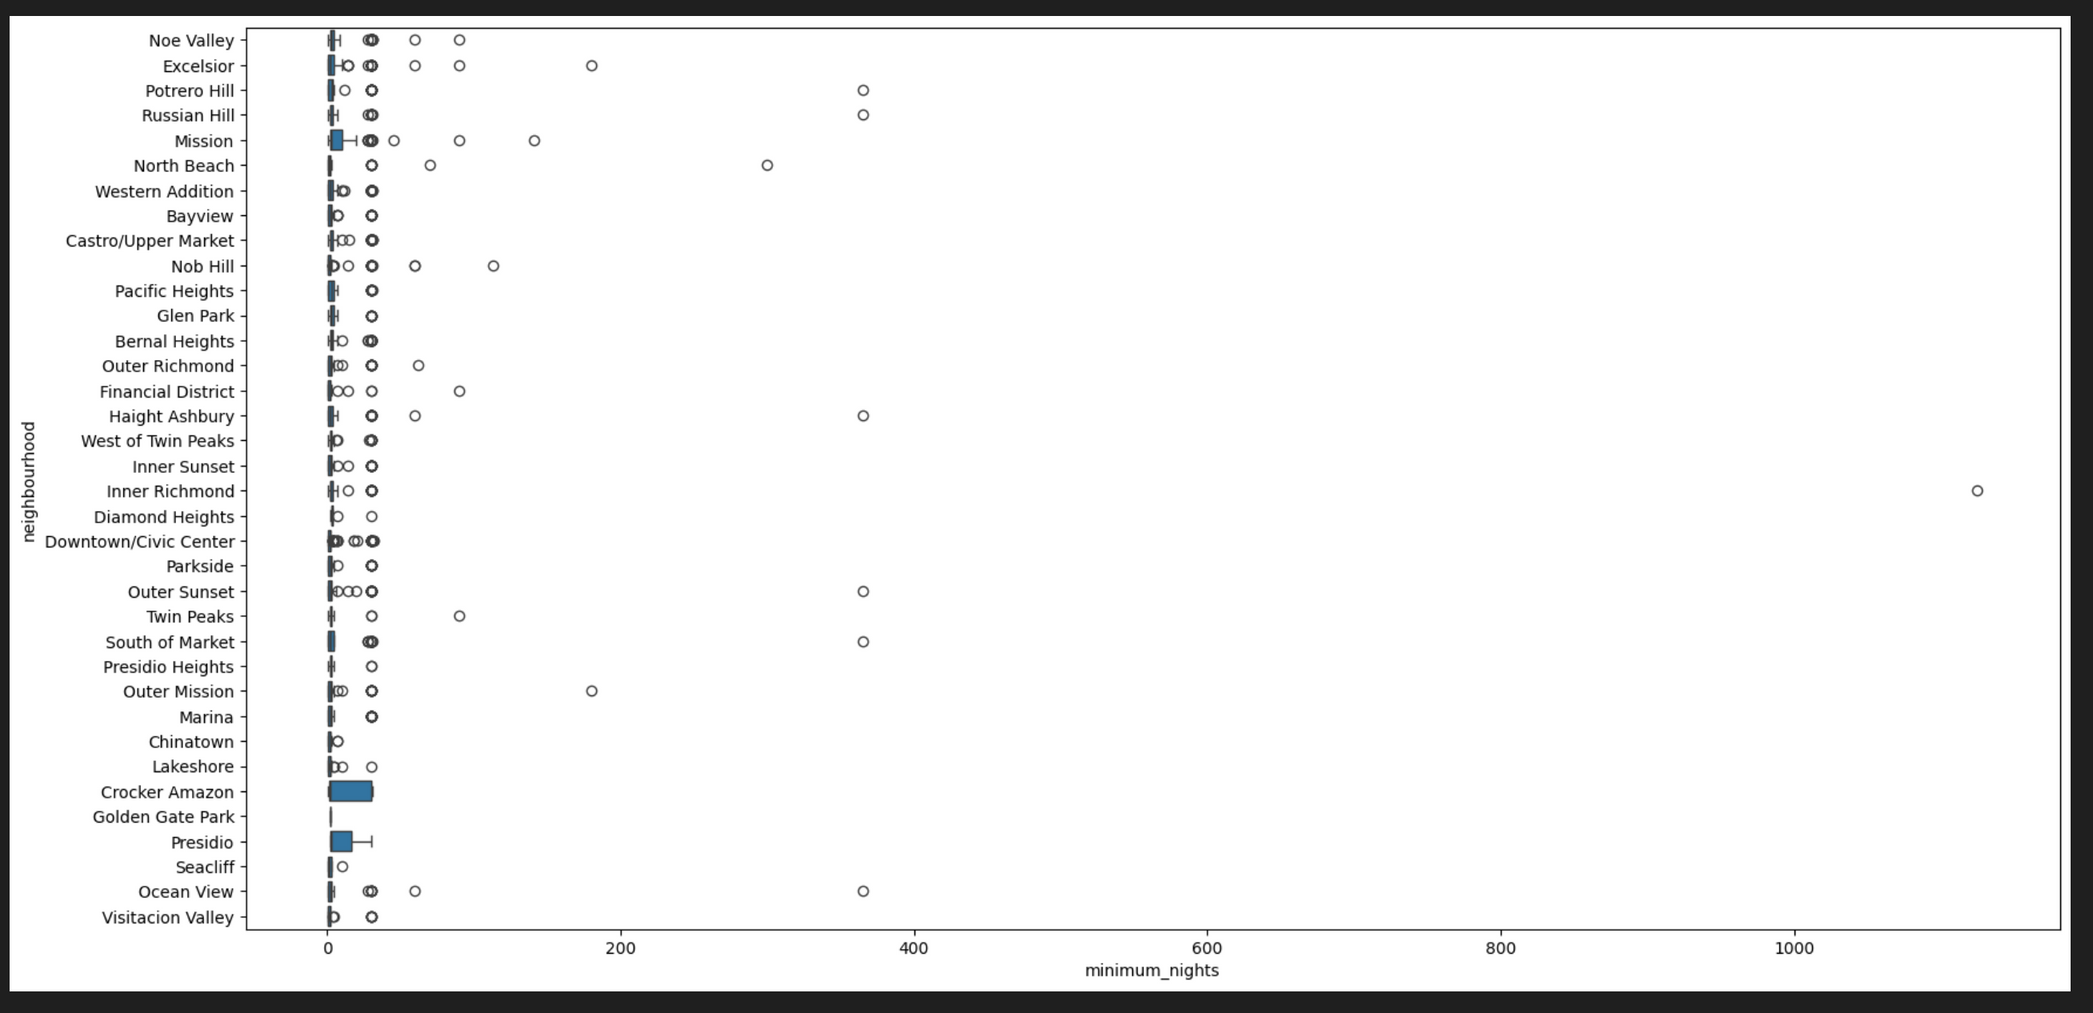 Noe Valley
Excelsior
Potrero Hill
Russian Hill
Mission
North Beach
Western Addition
Bayview
Castro/Upper Market
Nob Hill
Pacific Heights
Glen Park
Bernal Heights
Outer Richmond
Financial District
Haight Ashbury
West of Twin Peaks
Inner Sunset
Inner Richmond
Diamond Heights
Downtown/Civic Center
Parkside
Outer Sunset
Twin Peaks
South of Market
Presidio Heights
Outer Mission
Marina
Chinatown
Lakeshore
Crocker Amazon
Golden Gate Park
Presidio
Seacliff
Ocean View
Visitacion Valley
neighbourhood
0 200 400 600 800 1000
minimum_nights